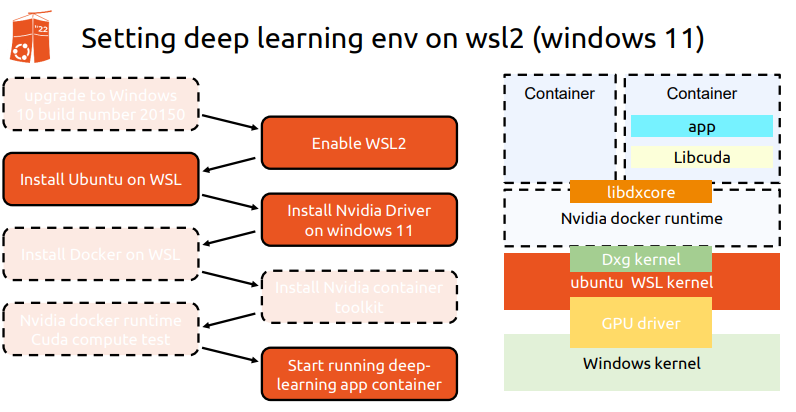 "22
Setting deep learning env on wsl2 (windows 11)
upgrade to Windows
10 build number 20150
Enable WSL2
Install Ubuntu on WSL
Install Nvidia Driver
on windows 11
Install Docker on WSL
Install Nvidia container
toolkit
Nvidia docker runtime
Cuda compute test
Start running deep-
learning app container
Container
Container
app
Libcuda
libdxcore
Nvidia docker runtime
Dxg kernel
ubuntu WSL kernel
GPU driver
Windows kernel